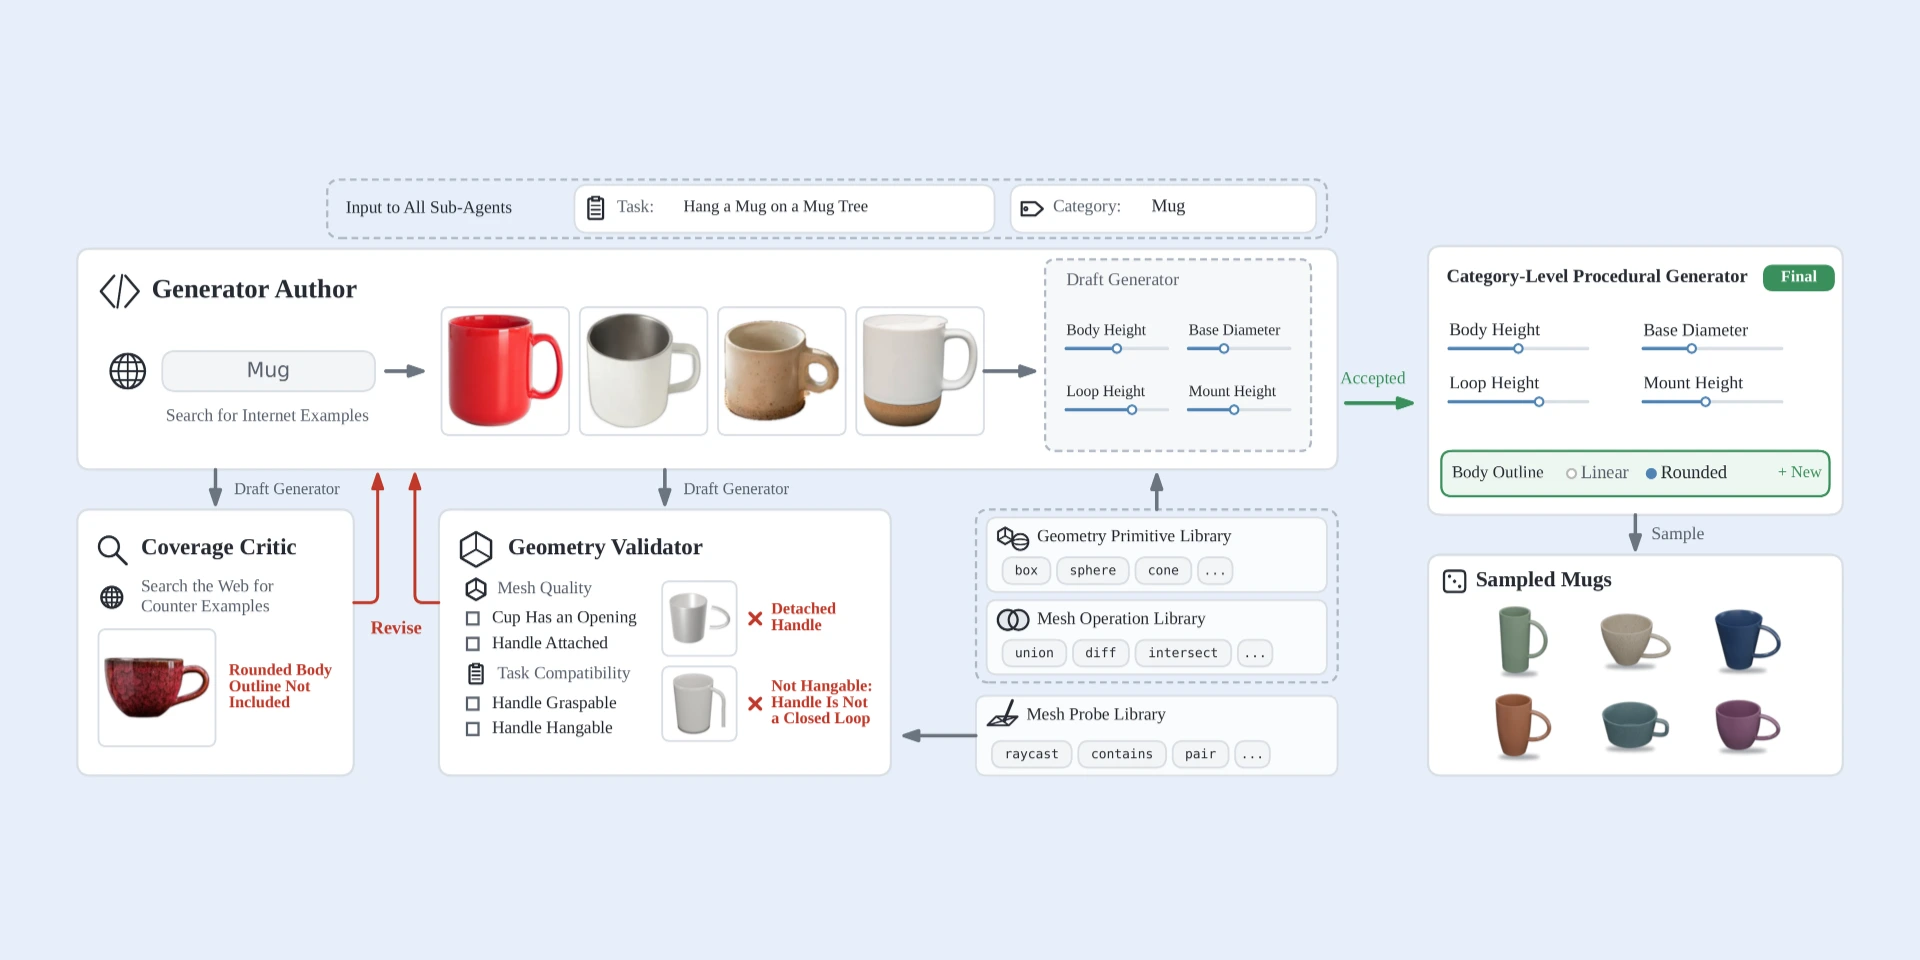 Input to All Sub-Agents
Task: Hang a Mug on a Mug Tree
Category: Mug
Generator Author
Mug
Search for Internet Examples
Draft Generator
Body Height
Base Diameter
Loop Height
Mount Height
Accepted
Category-Level Procedural Generator
Final
Body Height
Base Diameter
Loop Height
Mount Height
Body Outline
Linear
Rounded
+ New
Draft Generator
Draft Generator
Coverage Critic
Search the Web for
Counter Examples
Rounded Body
Outline Not
Included
Revise
Geometry Validator
Mesh Quality
Cup Has an Opening
Handle Attached
Task Compatibility
Handle Graspable
Handle Hangable
Detached
Handle
Not Hangable:
Handle Is Not
a Closed Loop
Geometry Primitive Library
box sphere cone ...
Mesh Operation Library
union diff intersect ...
Mesh Probe Library
raycast contains pair ...
Sample
Sampled Mugs